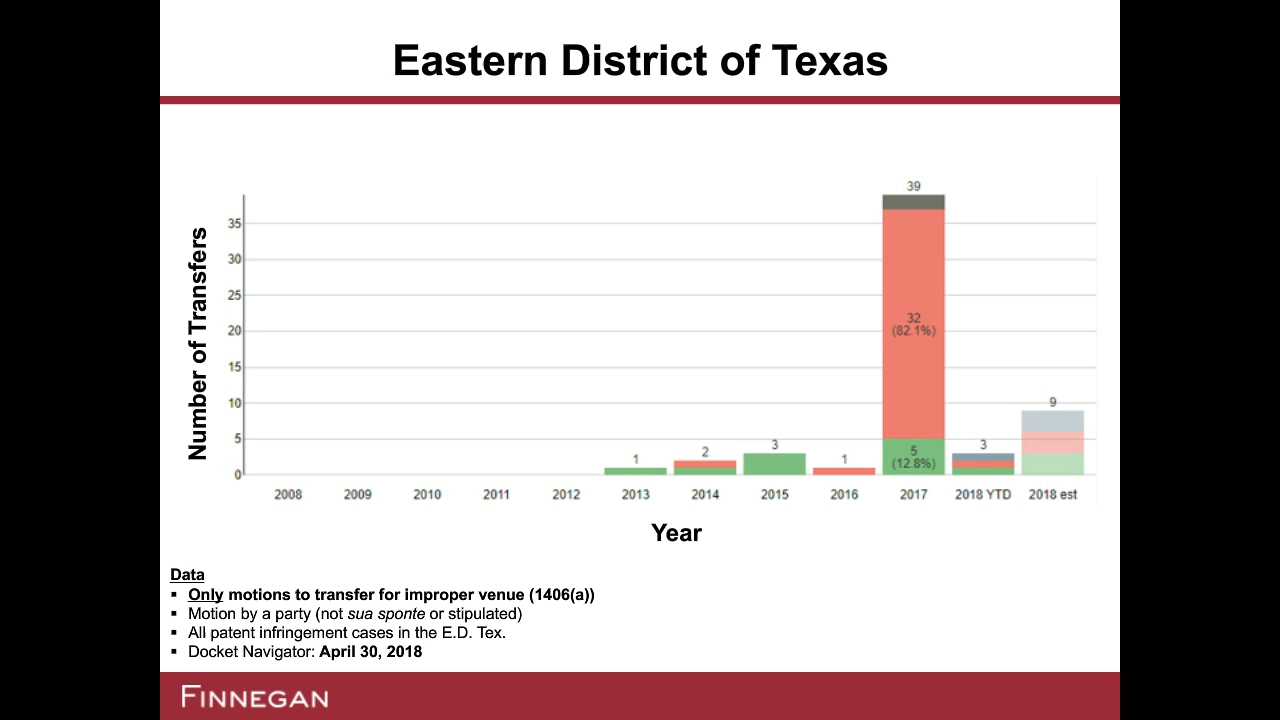 Eastern District of Texas
Number of Transfers
35
30
25
20
15
10
5
0
39
32
(82.1%)
5
(12.8%)
1
2
3
1
3
9
2008 2009 2010 2011 2012 2013 2014 2015 2016 2017 2018 YTD 2018 est
Year
Data
▪ Only motions to transfer for improper venue (1406(a))
▪ Motion by a party (not sua sponte or stipulated)
▪ All patent infringement cases in the E.D. Tex.
▪ Docket Navigator: April 30, 2018
FINNEGAN